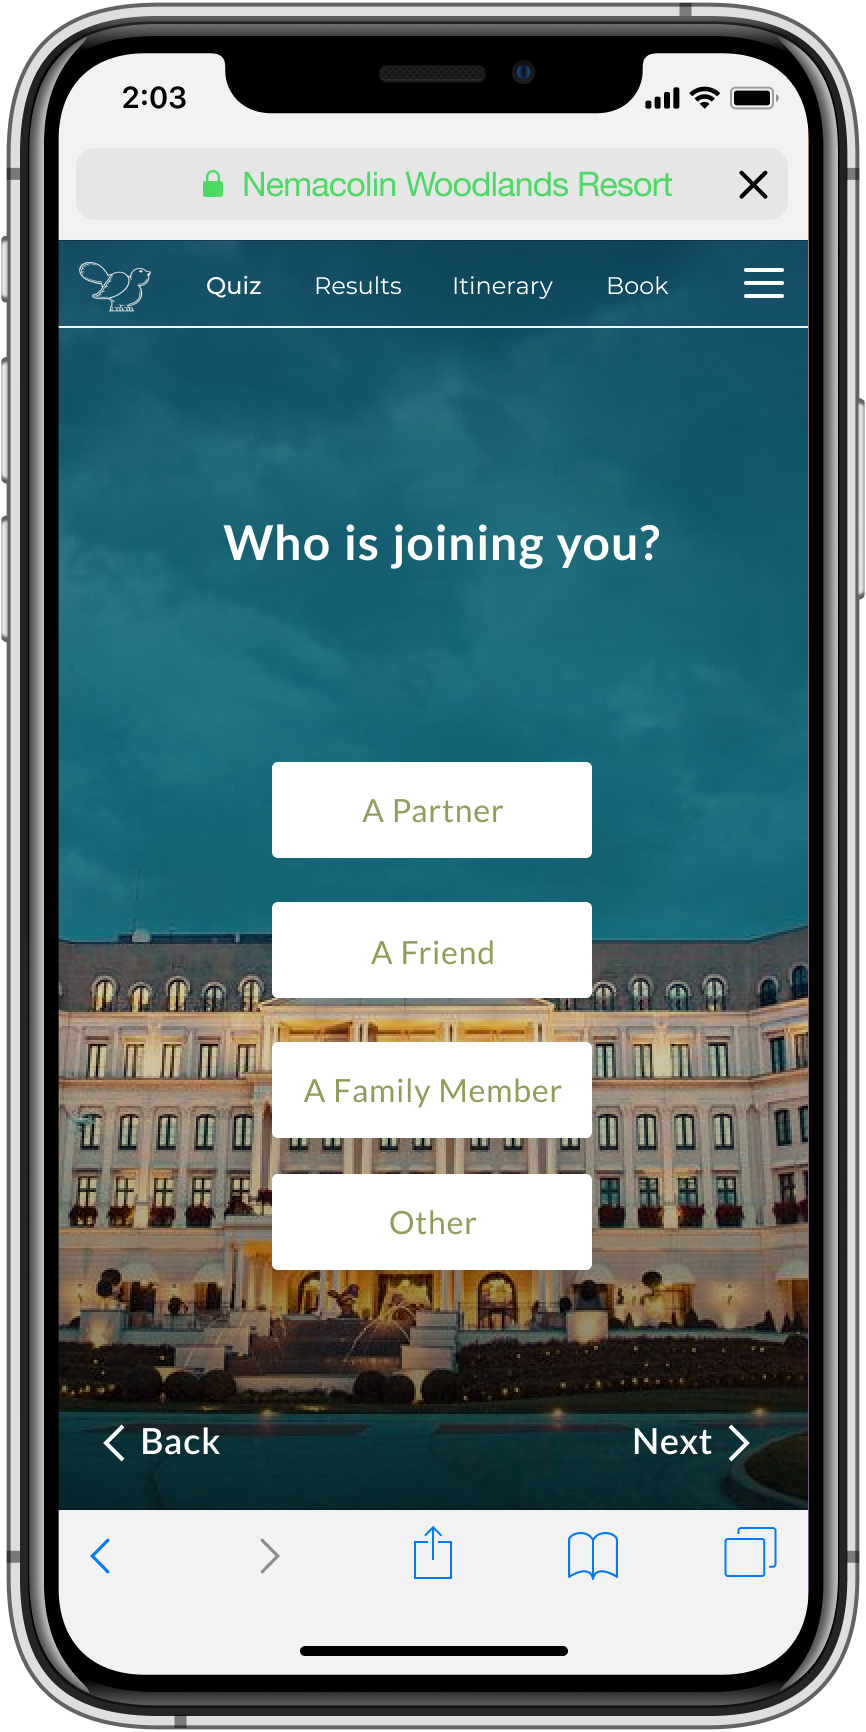 2:03
Nemacolin Woodlands Resort
Quiz Results Itinerary Book
Who is joining you?
A Partner
A Friend
A Family Member
Other
Back Next